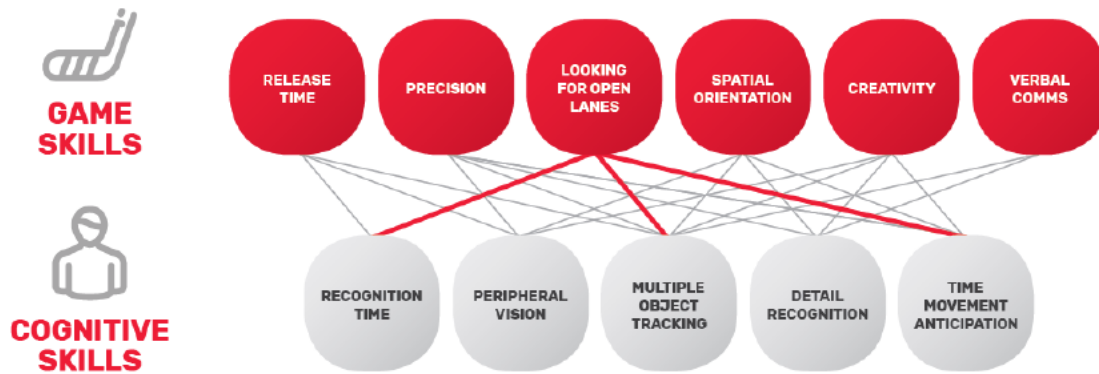 GAME
SKILLS
RELEASE
TIME
PRECISION
LOOKING
FOR OPEN
LANES
SPATIAL
ORIENTATION
CREATIVITY
VERBAL
COMMS
COGNITIVE
SKILLS
RECOGNITION
TIME
PERIPHERAL
VISION
MULTIPLE
OBJECT
TRACKING
DETAIL
RECOGNITION
TIME
MOVEMENT
ANTICIPATION